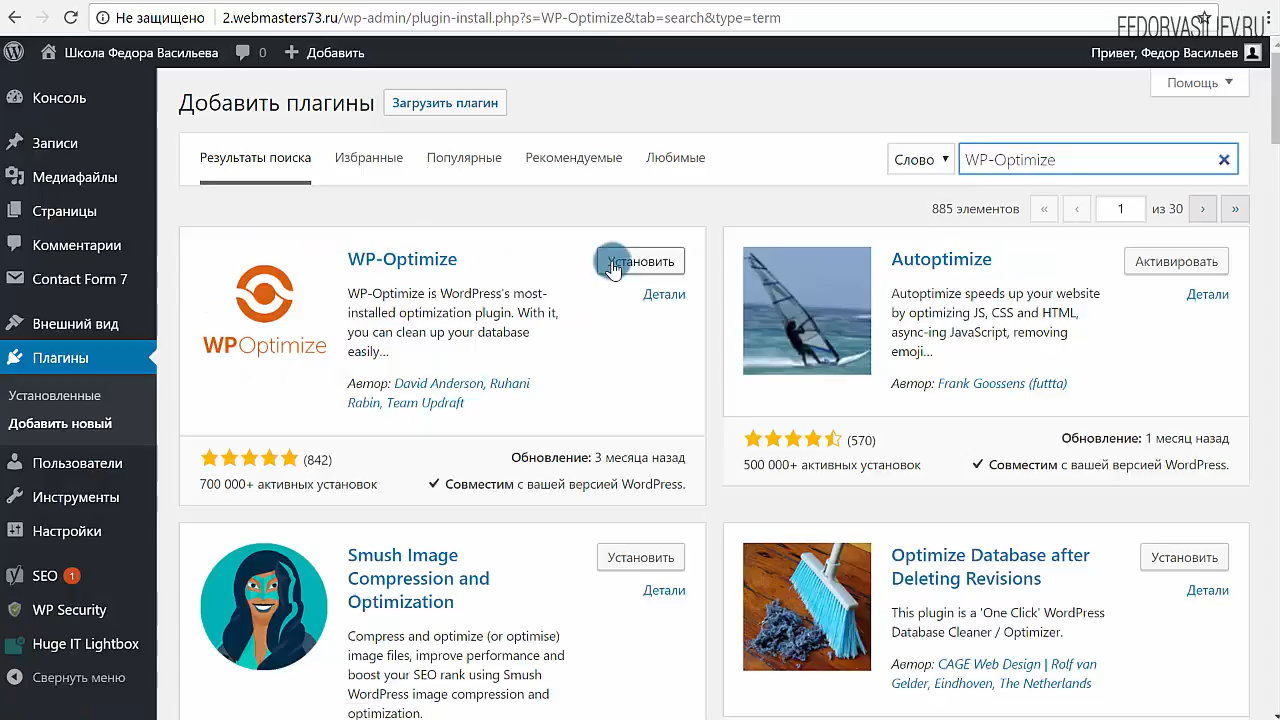 Не защищено
2.webmasters73.ru/wp-admin/plugin-install.php?s=WP-Optimize&tab=search&type=term
FEDORVASILIEV.RU
Школа Федора Васильева
0
Добавить
Привет, Федор Васильев
Консоль
Записи
Медиафайлы
Страницы
Комментарии
Contact Form 7
Внешний вид
Плагины
Установленные
Добавить новый
Пользователи
Инструменты
Настройки
SEO 1
WP Security
Huge IT Lightbox
Свернуть меню
Помощь
Добавить плагины
Загрузить плагин
Результаты поиска
Избранные
Популярные
Рекомендуемые
Любимые
Слово
WP-Optimize
885 элементов « ‹ 1 из 30 › »
WP-Optimize
Установить
Детали
WPOptimize
WP-Optimize is WordPress's most-
installed optimization plugin. With it,
you can clean up your database
easily...
Автор: David Anderson, Ruhani
Rabin, Team Updraft
(842)
Обновление: 3 месяца назад
700 000+ активных установок
Совместим с вашей версией WordPress.
Autoptimize
Активировать
Детали
Autoptimize speeds up your website
by optimizing JS, CSS and HTML,
async-ing JavaScript, removing
emoji...
Автор: Frank Goossens (futtta)
(570)
Обновление: 1 месяц назад
500 000+ активных установок
Совместим с вашей версией WordPress.
Smush Image
Compression and
Optimization
Установить
Детали
Compress and optimize (or optimise)
image files, improve performance and
boost your SEO rank using Smush
WordPress image compression and
optimization.
Optimize Database after
Deleting Revisions
Установить
Детали
This plugin is a 'One Click' WordPress
Database Cleaner / Optimizer.
Автор: CAGE Web Design | Rolf van
Gelder, Eindhoven, The Netherlands